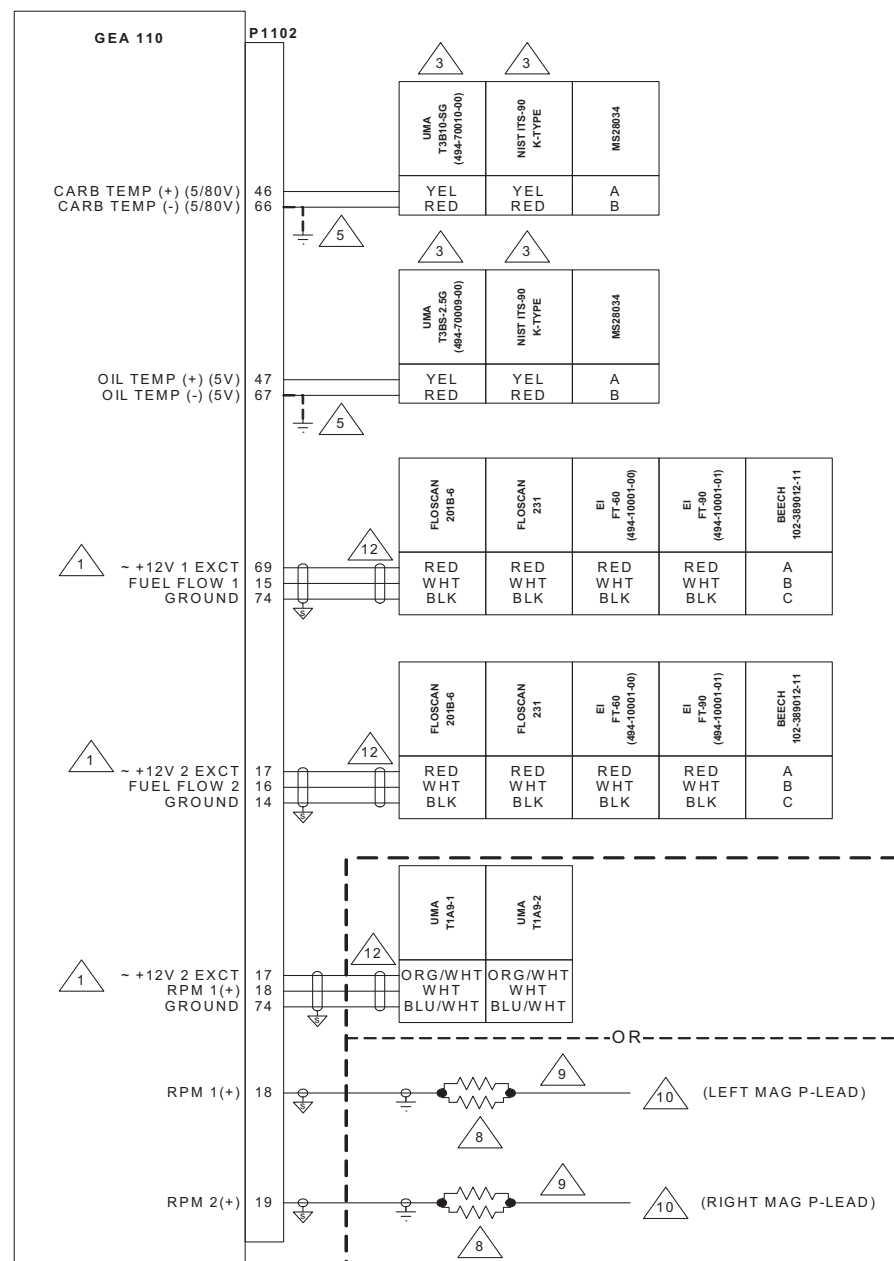 GEA 110
P1102
3
3
UMA
T3B10-SG
(494-70010-00)
NIST ITS-90
K-TYPE
MS28034
CARB TEMP (+) (5/80V) 46 YEL YEL A
CARB TEMP (-) (5/80V) 66 RED RED B
5
3
3
UMA
T3BS-2.5G
(494-70009-00)
NIST ITS-90
K-TYPE
MS28034
OIL TEMP (+) (5V) 47 YEL YEL A
OIL TEMP (-) (5V) 67 RED RED B
5
FLOSCAN
201B-6
FLOSCAN
231
EI
FT-60
(494-10001-00)
EI
FT-90
(494-10001-01)
BEECH
102-389012-11
12
1
~ +12V 1 EXCT 69 RED RED RED RED A
FUEL FLOW 1 15 WHT WHT WHT WHT B
GROUND 74 BLK BLK BLK BLK C
S
FLOSCAN
201B-6
FLOSCAN
231
EI
FT-60
(494-10001-00)
EI
FT-90
(494-10001-01)
BEECH
102-389012-11
12
1
~ +12V 2 EXCT 17 RED RED RED RED A
FUEL FLOW 2 16 WHT WHT WHT WHT B
GROUND 14 BLK BLK BLK BLK C
S
UMA
T1A9-1
UMA
T1A9-2
12
1
~ +12V 2 EXCT 17 ORG/WHT ORG/WHT
RPM 1(+) 18 WHT WHT
GROUND 74 BLU/WHT BLU/WHT
S
OR
9
RPM 1(+) 18 S 10 (LEFT MAG P-LEAD)
8
9
RPM 2(+) 19 S 10 (RIGHT MAG P-LEAD)
8